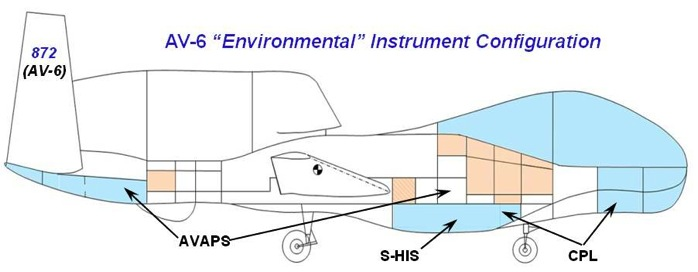 AV-6 “Environmental” Instrument Configuration
872
(AV-6)
AVAPS
S-HIS
CPL